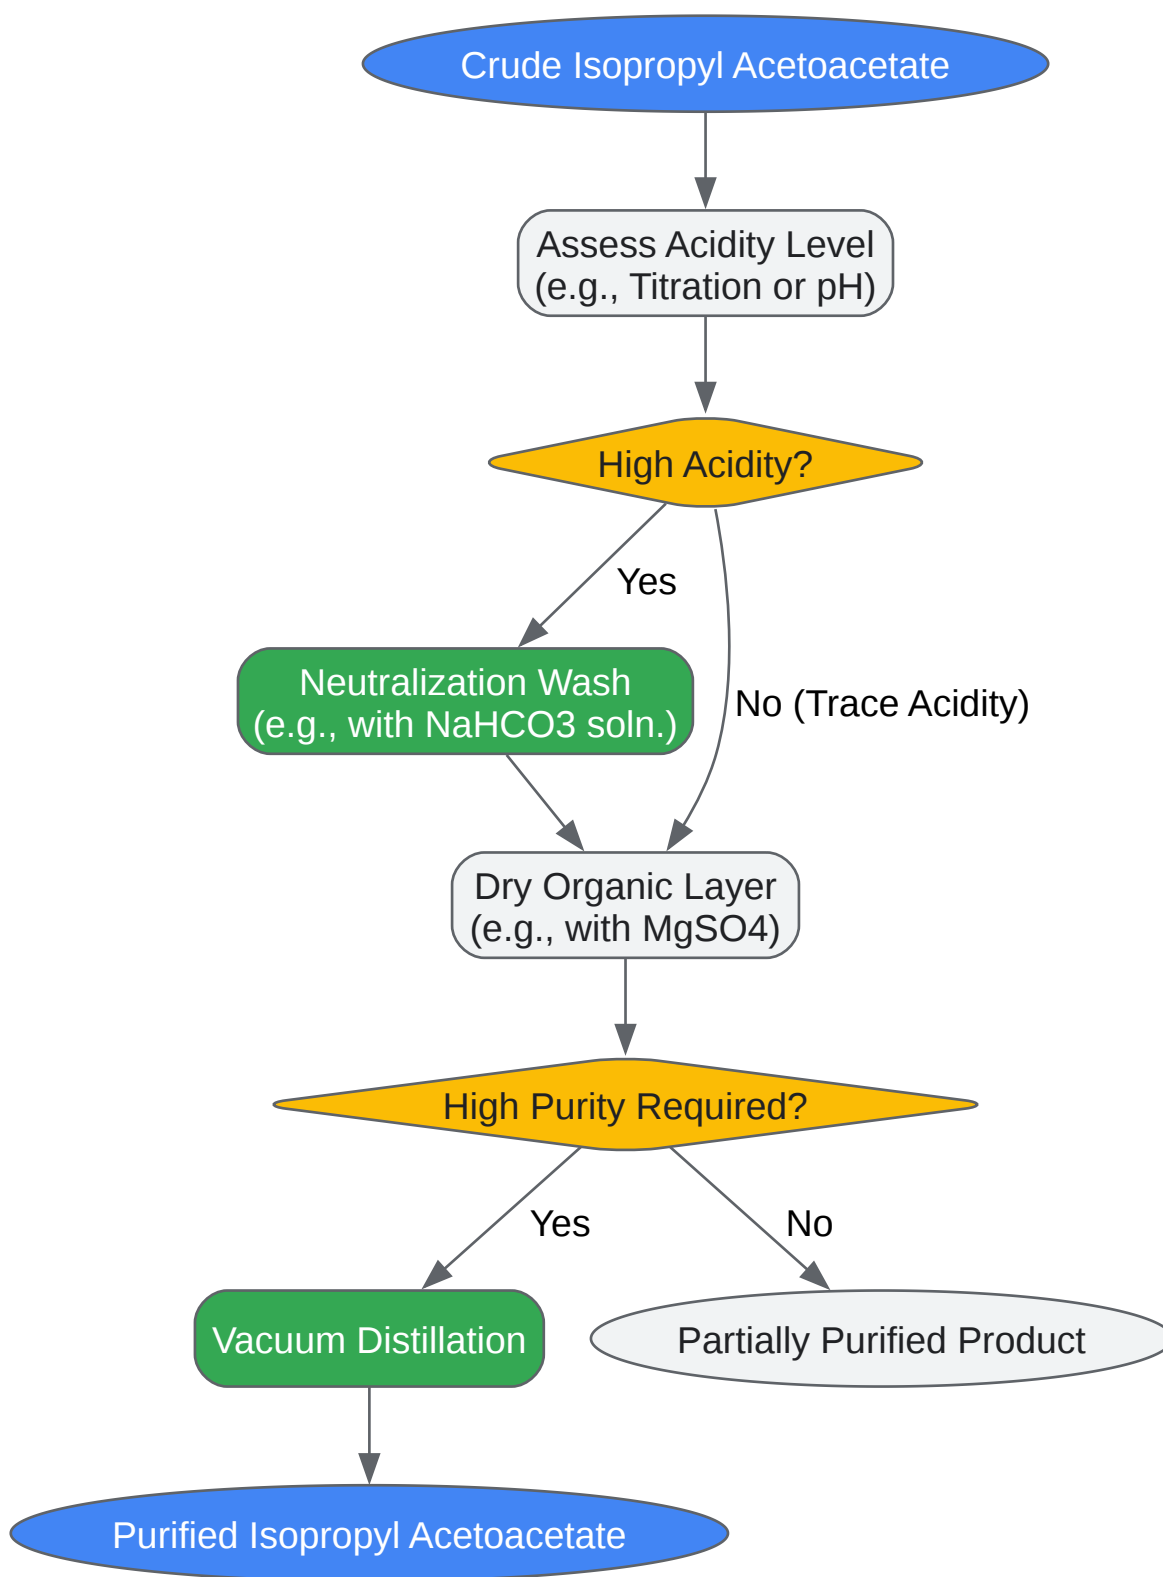 Crude Isopropyl Acetoacetate
Assess Acidity Level
(e.g., Titration or pH)
High Acidity?
Yes
Neutralization Wash
(e.g., with NaHCO3 soln.)
No (Trace Acidity)
Dry Organic Layer
(e.g., with MgSO4)
High Purity Required?
Yes
No
Vacuum Distillation
Partially Purified Product
Purified Isopropyl Acetoacetate